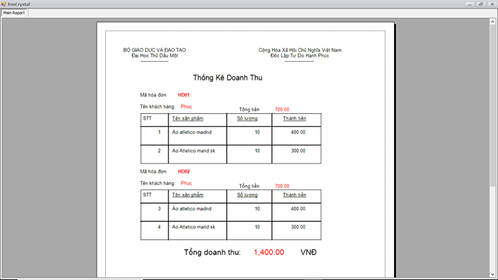 frmCrystal
Main Report
BỘ GIÁO DỤC VÀ ĐÀO TẠO
Cộng Hòa Xã Hội Chủ Nghĩa Việt Nam
Đại Học Thủ Dầu Một
Độc Lập Tự Do Hạnh Phúc
Thống Kê Doanh Thu
Mã hóa đơn HD01
Tên khách hàng: Phuc Tổng tiền 700.00
STT Tên sản phẩm Số lượng Thành tiền
1 Áo atletico madrid 10 400.00
2 Áo atletico marid sk 10 300.00
Mã hóa đơn HD02
Tên khách hàng: Phuc Tổng tiền 700.00
STT Tên sản phẩm Số lượng Thành tiền
3 Áo atletico madrid 10 400.00
4 Áo atletico marid sk 10 300.00
Tổng doanh thu: 1,400.00 VNĐ